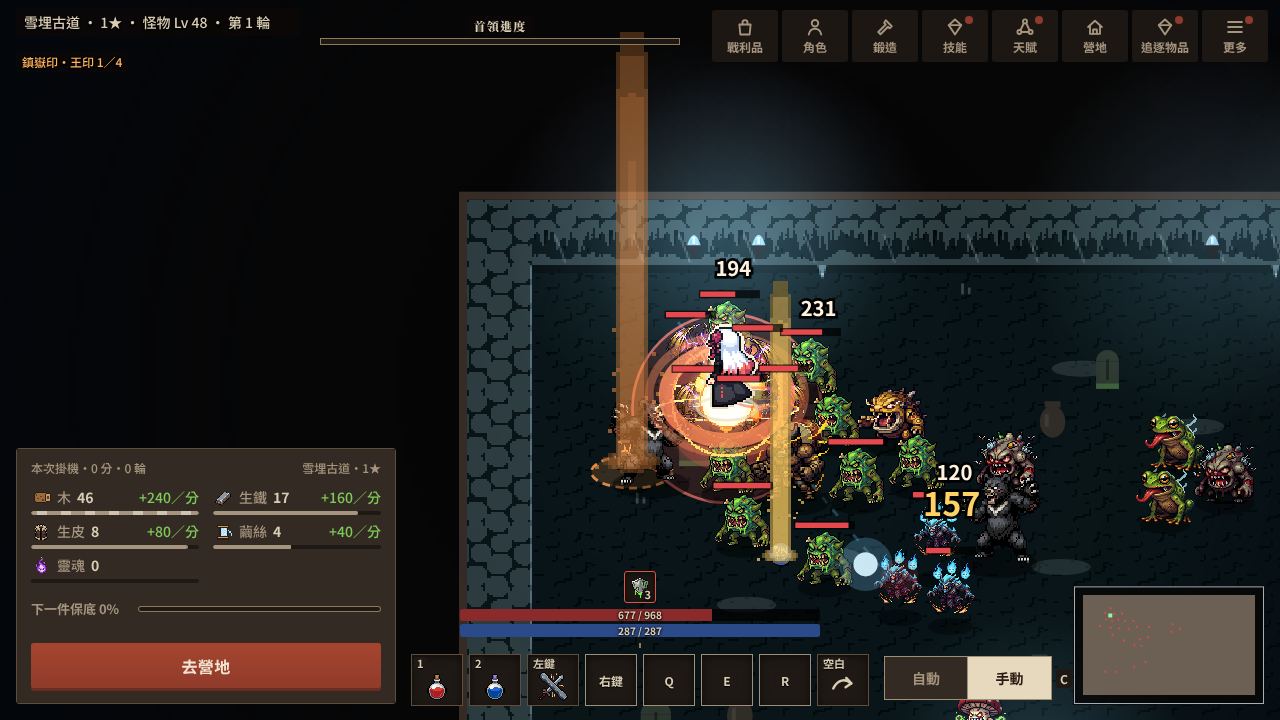 雪埋古道 · 1★ · 怪物 Lv 48 · 第 1 輪
鎮嶽印·王印 1／4
首領進度
戰利品
角色
鍛造
技能
天賦
營地
追逐物品
更多
194
231
120
157
本次掛機·0 分·0 輪
雪埋古道·1★
木 46 +240／分
生鐵 17 +160／分
生皮 8 +80／分
繭絲 4 +40／分
靈魂 0
下一件保底 0%
去營地
3
677 / 968
287 / 287
1
2
左鍵
右鍵
Q
E
R
空白
自動
手動
C